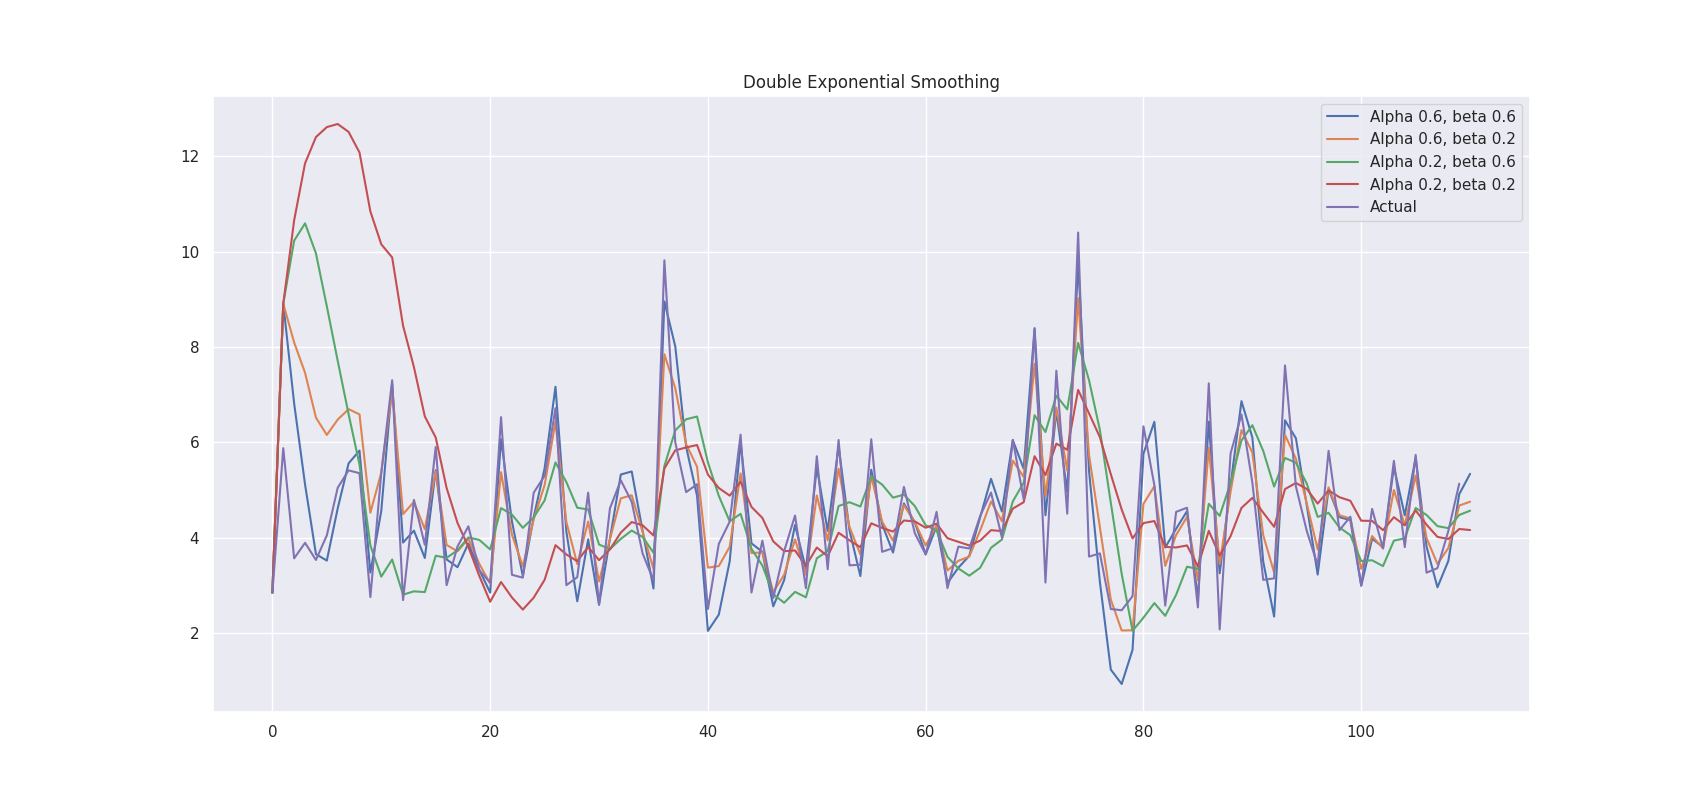 Double Exponential Smoothing
Alpha 0.6, beta 0.6
Alpha 0.6, beta 0.2
Alpha 0.2, beta 0.6
Alpha 0.2, beta 0.2
Actual
12
10
8
6
4
2
0 20 40 60 80 100